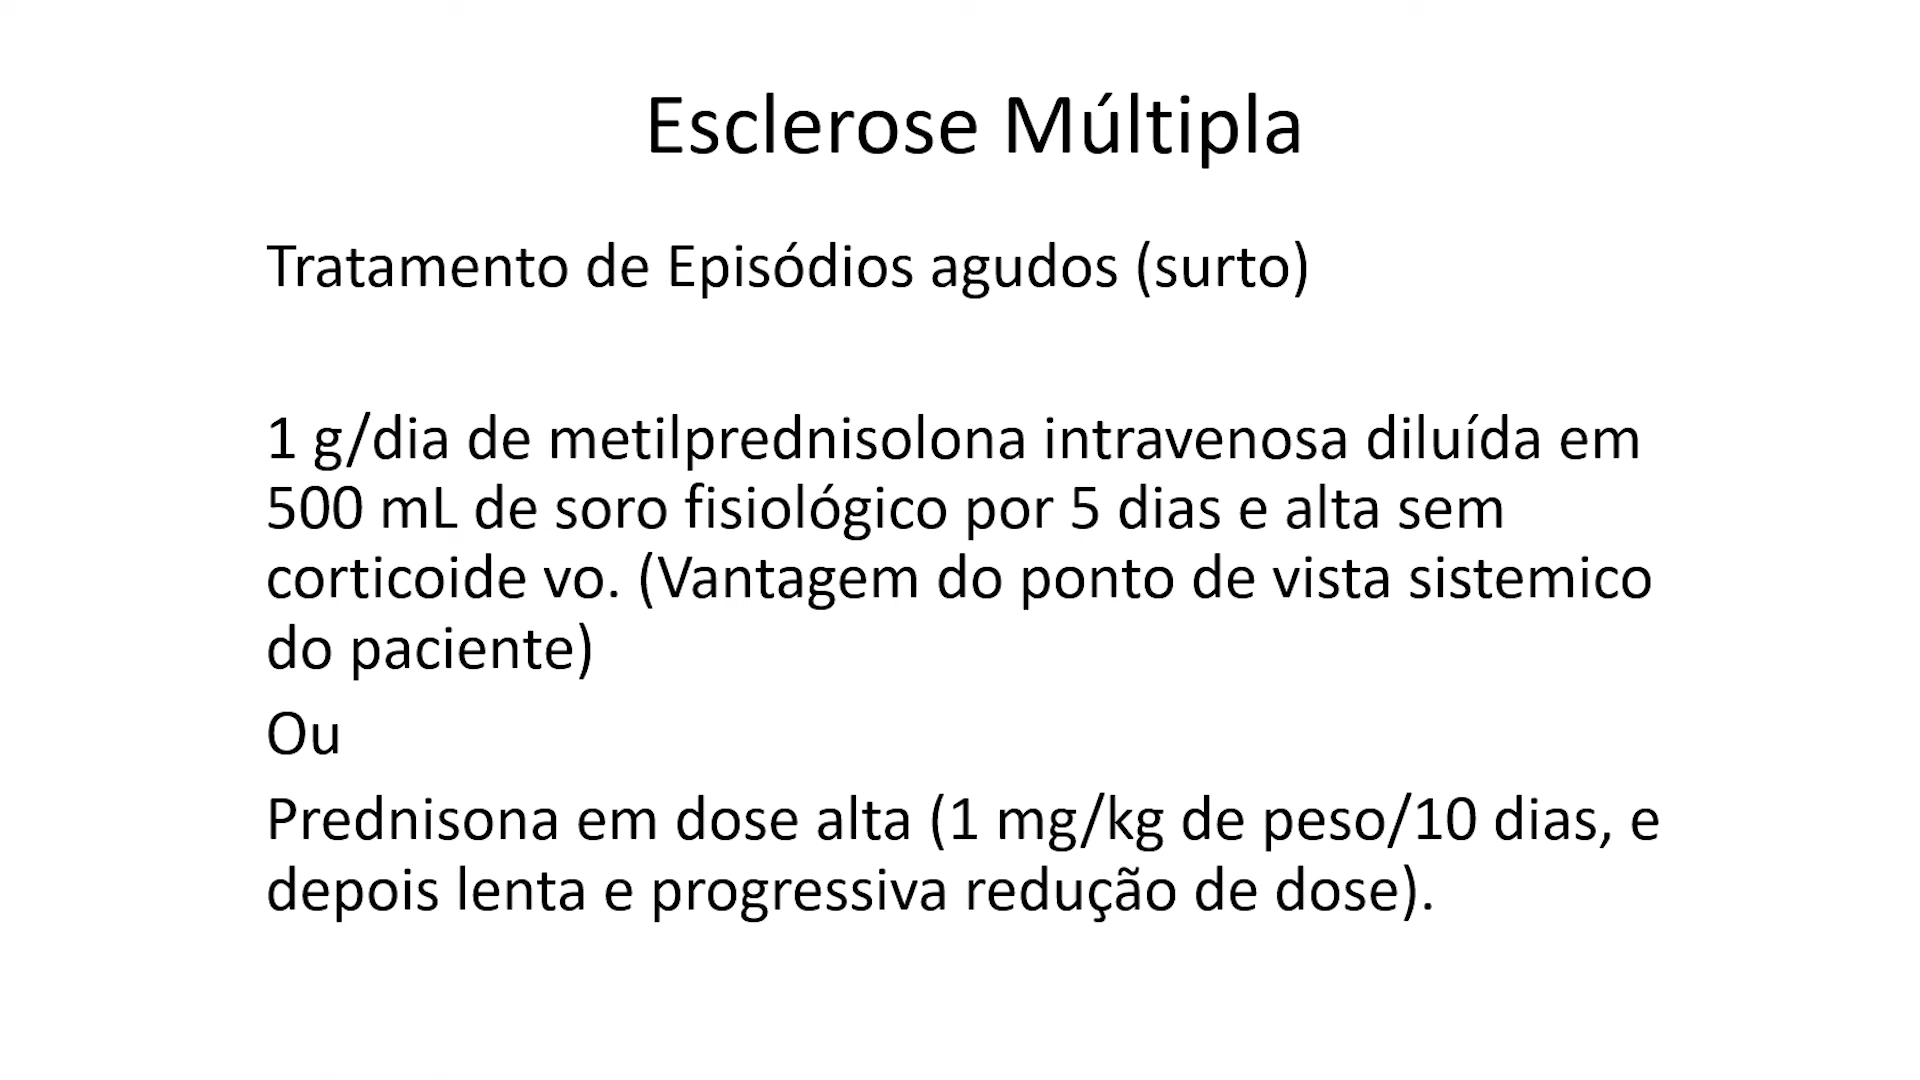 Esclerose Múltipla
Tratamento de Episódios agudos (surto)
1 g/dia de metilprednisolona intravenosa diluída em
500 mL de soro fisiológico por 5 dias e alta sem
corticoide vo. (Vantagem do ponto de vista sistemico
do paciente)
Ou
Prednisona em dose alta (1 mg/kg de peso/10 dias, e
depois lenta e progressiva redução de dose).